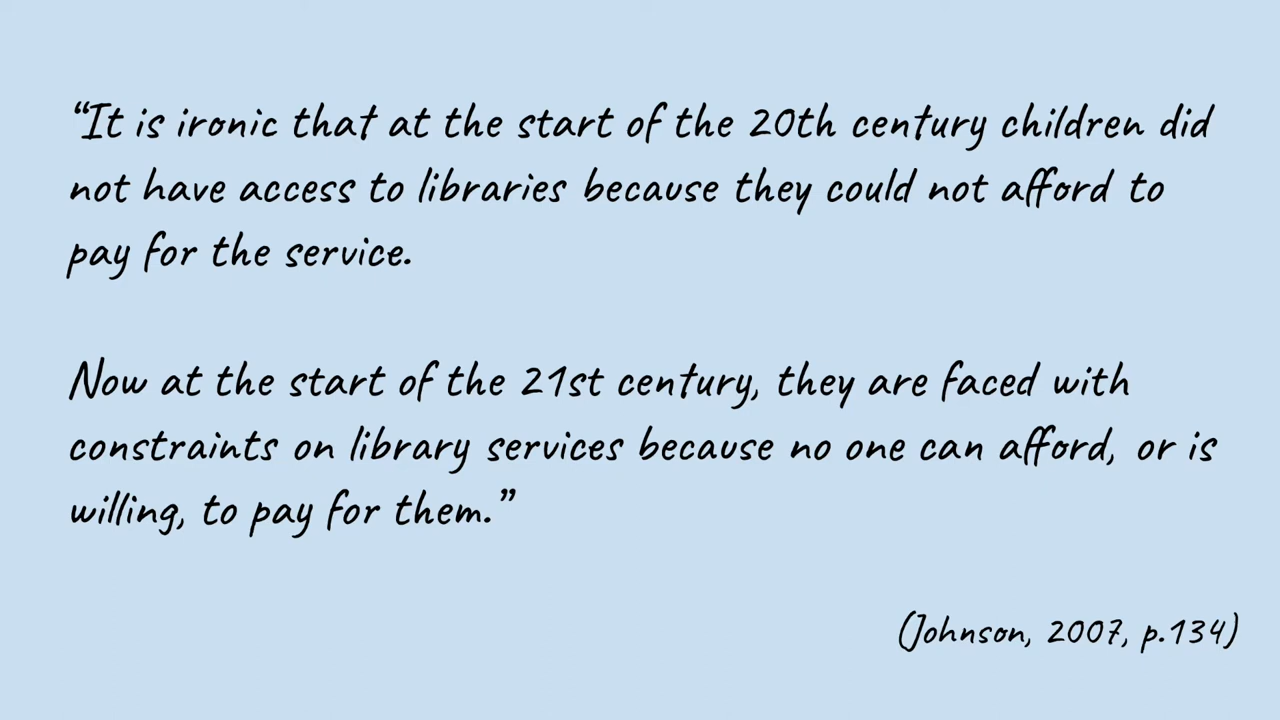 “It is ironic that at the start of the 20th century children did
not have access to libraries because they could not afford to
pay for the service.
Now at the start of the 21st century, they are faced with
constraints on library services because no one can afford, or is
willing, to pay for them.”
(Johnson, 2007, p.134)